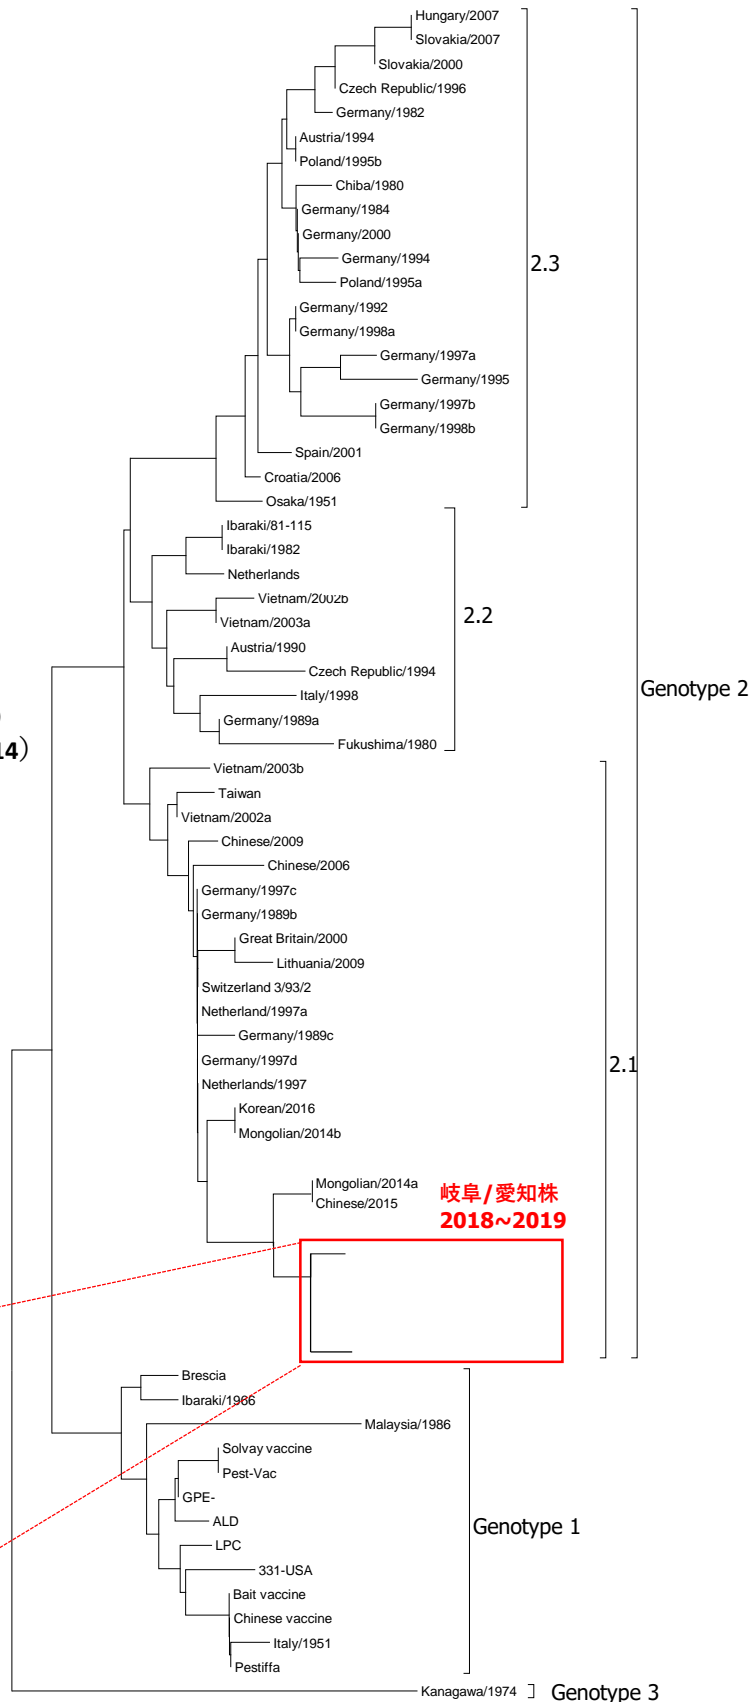 Hungary/2007
Slovakia/2007
Slovakia/2000
Czech Republic/1996
Germany/1982
Austria/1994
Poland/1995b
Chiba/1980
Germany/1984
Germany/2000
Germany/1994
2.3
Poland/1995a
Germany/1992
Germany/1998a
Germany/1997a
Germany/1995
Germany/1997b
Germany/1998b
Spain/2001
Croatia/2006
Osaka/1951
Ibaraki/81-115
Ibaraki/1982
Netherlands
Vietnam/2002b
2.2
Vietnam/2003a
Austria/1990
Czech Republic/1994
Genotype 2
Italy/1998
Germany/1989a
Fukushima/1980
14)
Vietnam/2003b
Taiwan
Vietnam/2002a
Chinese/2009
Chinese/2006
Germany/1997c
Germany/1989b
Great Britain/2000
Lithuania/2009
Switzerland 3/93/2
Netherland/1997a
Germany/1989c
Germany/1997d
2.1
Netherlands/1997
Korean/2016
Mongolian/2014b
Mongolian/2014a
岐阜/愛知株
Chinese/2015
2018~2019
Brescia
Ibaraki/1966
Malaysia/1986
Solvay vaccine
Pest-Vac
GPE-
ALD
Genotype 1
LPC
331-USA
Bait vaccine
Chinese vaccine
Italy/1951
Pestiffa
Kanagawa/1974
Genotype 3